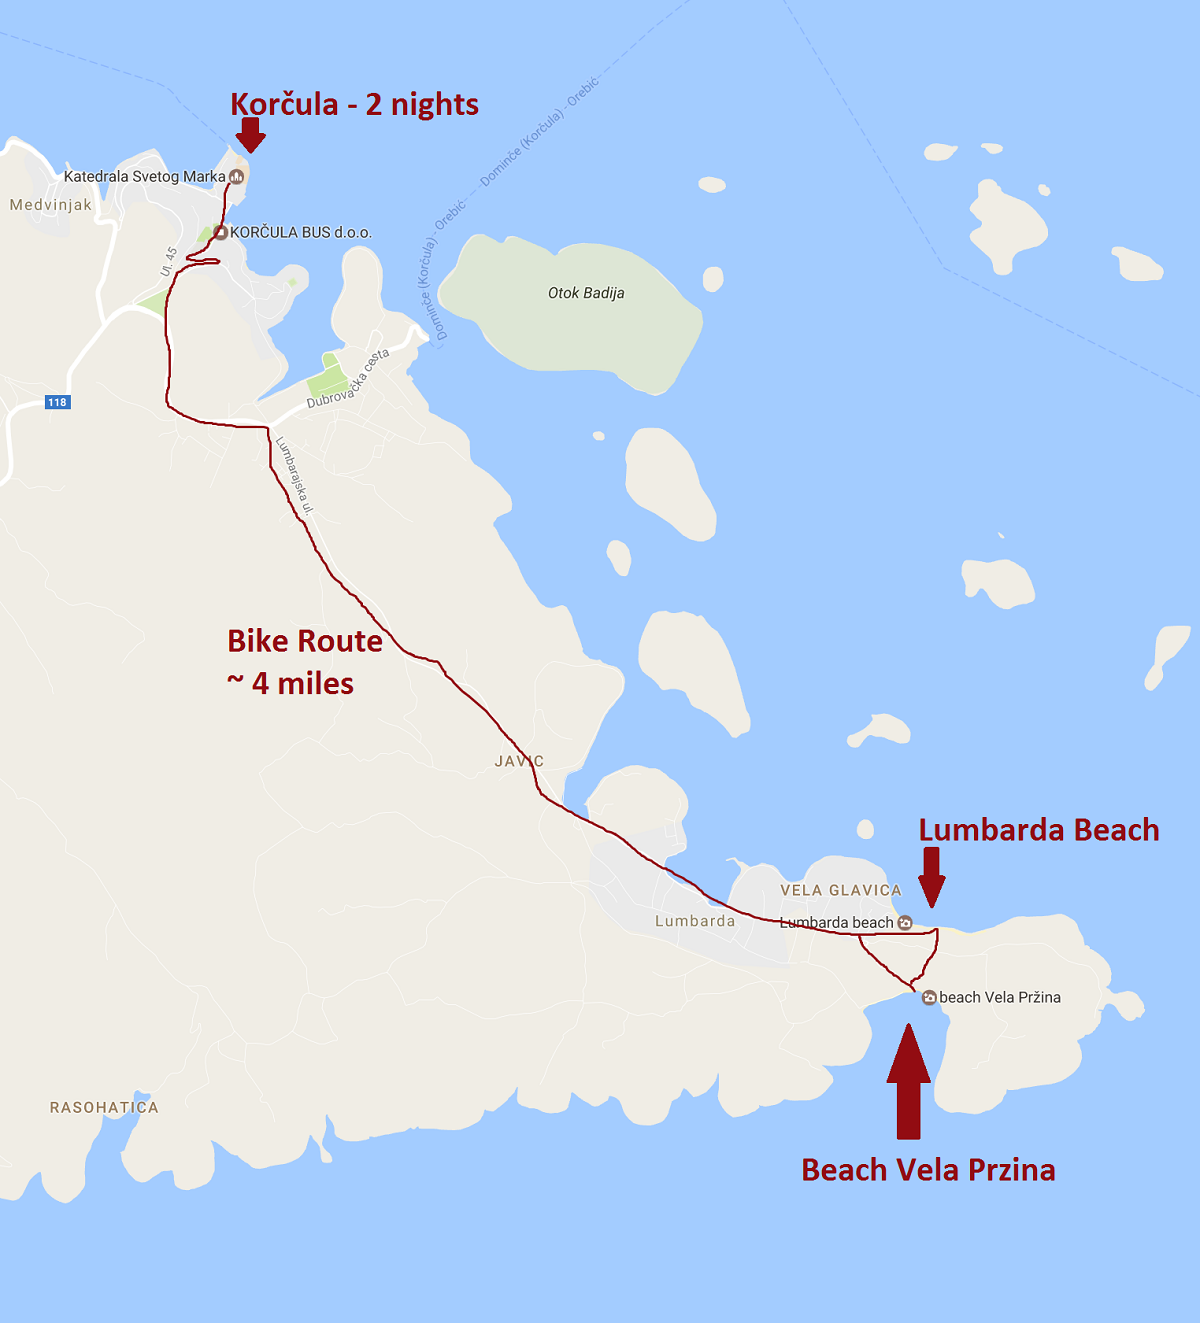 Korčula - 2 nights
Katedrala Svetog Marka
Medvinjak
KORČULA BUS d.o.o.
Ul. 45
Dominče (Korčula) - Orebić
Dominče (Korčula) - Orebić
Otok Badija
118
Dubrovačka cesta
Lumbarajska ul.
Bike Route
~ 4 miles
JAVIC
Lumbarda Beach
VELA GLAVICA
Lumbarda
Lumbarda beach
beach Vela Pržina
RASOHATICA
Beach Vela Przina